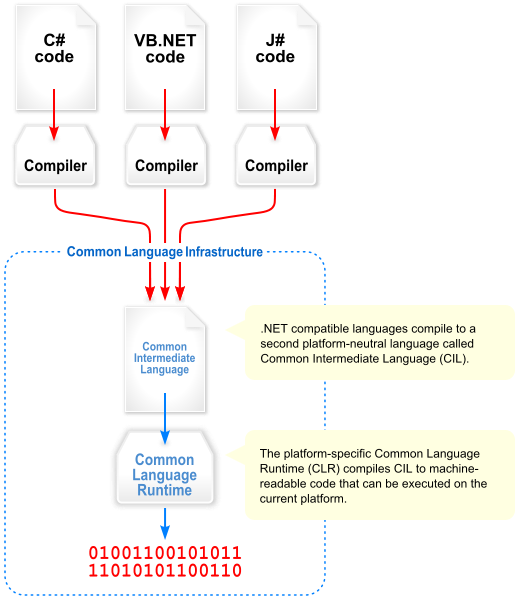 C#
code
VB.NET
code
J#
code
Compiler
Compiler
Compiler
Common Language Infrastructure
Common
Intermediate
Language
.NET compatible languages compile to a
second platform-neutral language called
Common Intermediate Language (CIL).
Common
Language
Runtime
The platform-specific Common Language
Runtime (CLR) compiles CIL to machine-
readable code that can be executed on the
current platform.
01001100101011
11010101100110